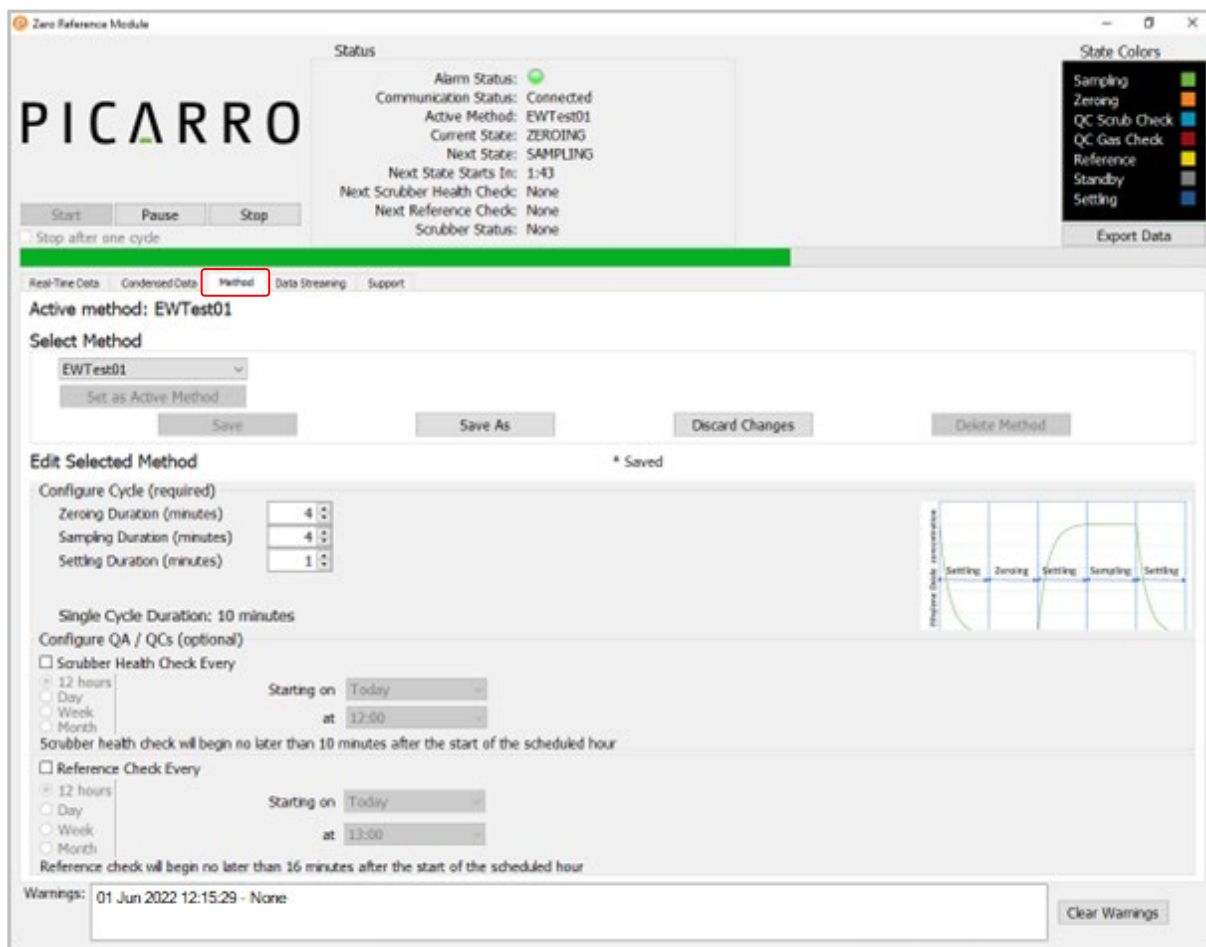 Zero Reference Module
Status
State Colors
PICARRO
Alarm Status:
Communication Status: Connected
Active Method: EWTest01
Current State: ZEROING
Next State: SAMPLING
Next State Starts In: 1:43
Next Scrubber Health Check: None
Next Reference Check: None
Scrubber Status: None
Sampling
Zeroing
QC Scrub Check
QC Gas Check
Reference
Standby
Settling
Start Pause Stop
Stop after one cycle
Export Data
Real-Time Data Condensed Data Method Data Streaming Support
Active method: EWTest01
Select Method
EWTest01
Set as Active Method
Save Save As Discard Changes Delete Method
Edit Selected Method * Saved
Configure Cycle (required)
Zeroing Duration (minutes) 4
Sampling Duration (minutes) 4
Settling Duration (minutes) 1
Ethylene Oxide concentration
Settling Zeroing Settling Sampling Settling
Single Cycle Duration: 10 minutes
Configure QA / QCs (optional)
Scrubber Health Check Every
12 hours
Day
Week
Month
Starting on Today
at 12:00
Scrubber health check will begin no later than 10 minutes after the start of the scheduled hour
Reference Check Every
12 hours
Day
Week
Month
Starting on Today
at 13:00
Reference check will begin no later than 16 minutes after the start of the scheduled hour
Warnings: 01 Jun 2022 12:15:29 - None
Clear Warnings